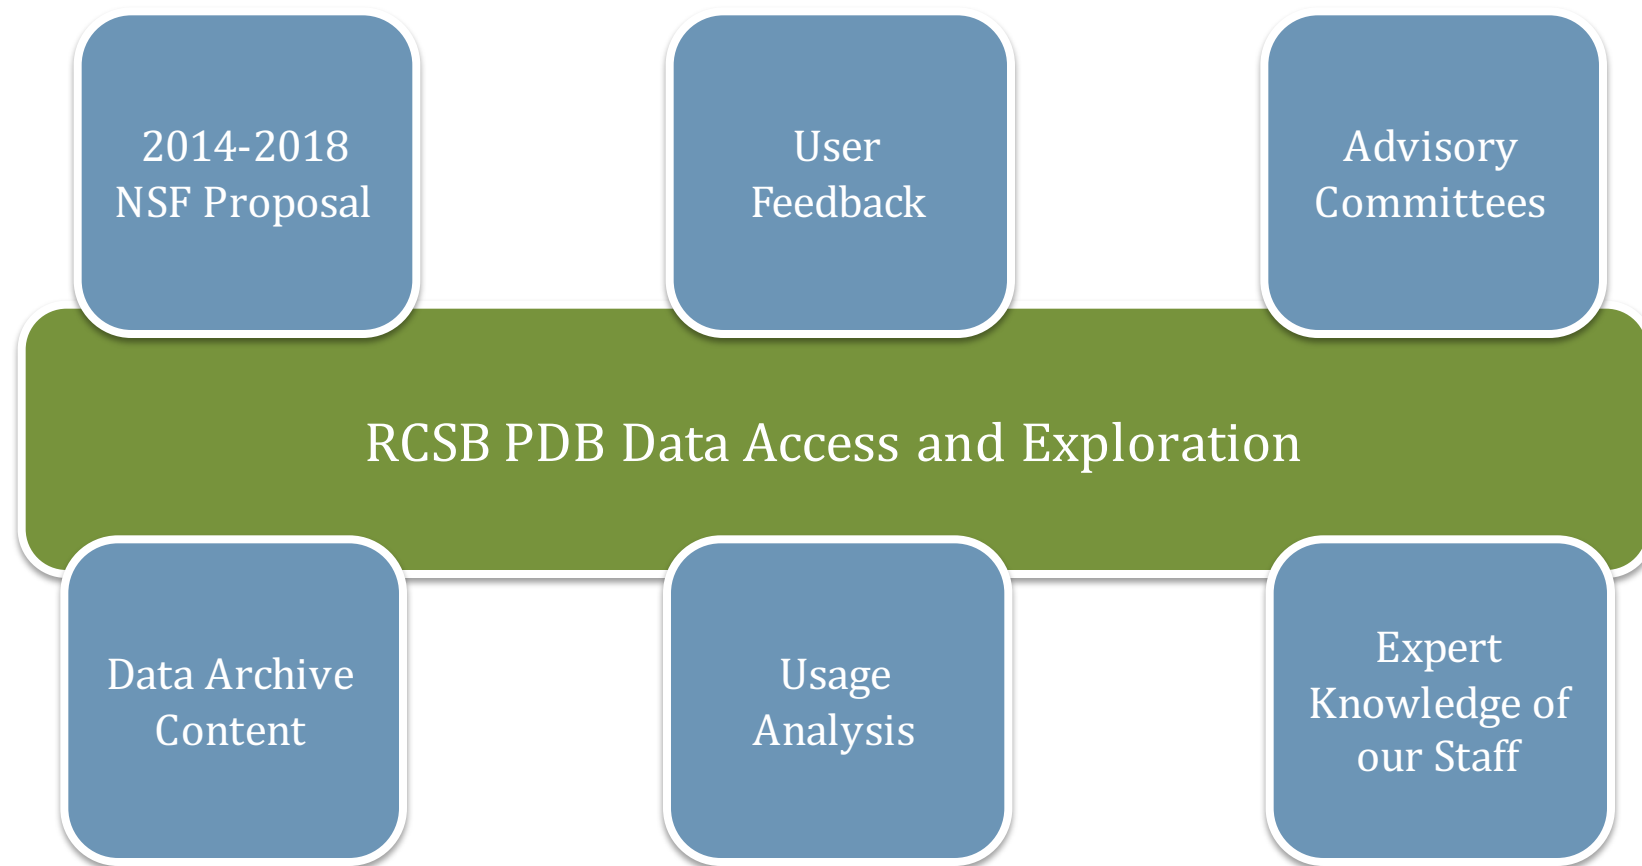 2014-2018
NSF Proposal
User
Feedback
Advisory
Committees
RCSB PDB Data Access and Exploration
Data Archive
Content
Usage
Analysis
Expert
Knowledge of
our Staff